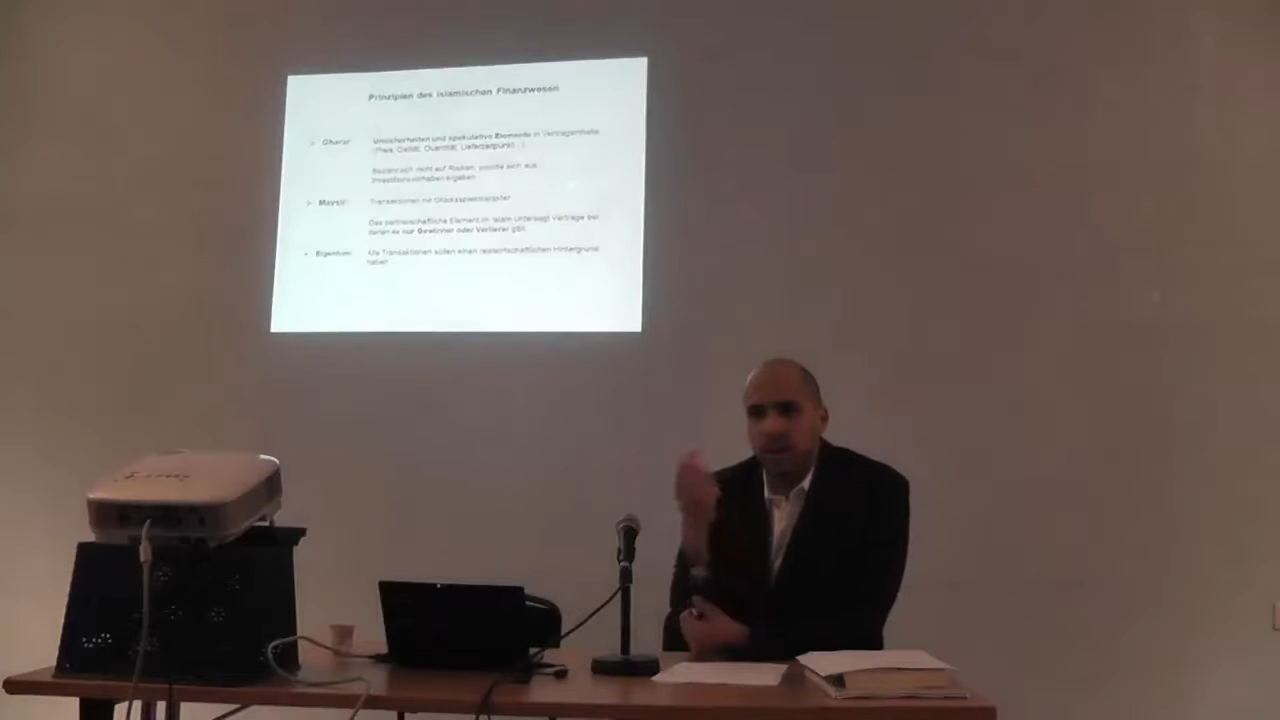 Prinzipien des islamischen Finanzwesen
Gharar: Unsicherheiten und spekulative Elemente in Vertragsinhalte
(Preis, Qalität, Quantität, Lieferzeitpunkt…)
Bezieht sich nicht auf Risiken, welche sich aus
Investitionsvorhaben ergeben
Maysir: Transaktionen mit Glücksspielcharakter
Das partnerschaftliche Element im Islam untersagt Verträge bei
denen es nur Gewinner oder Verlierer gibt
Eigentum: Alle Transaktionen sollen einen realwirtschaftlichen Hintergrund
haben